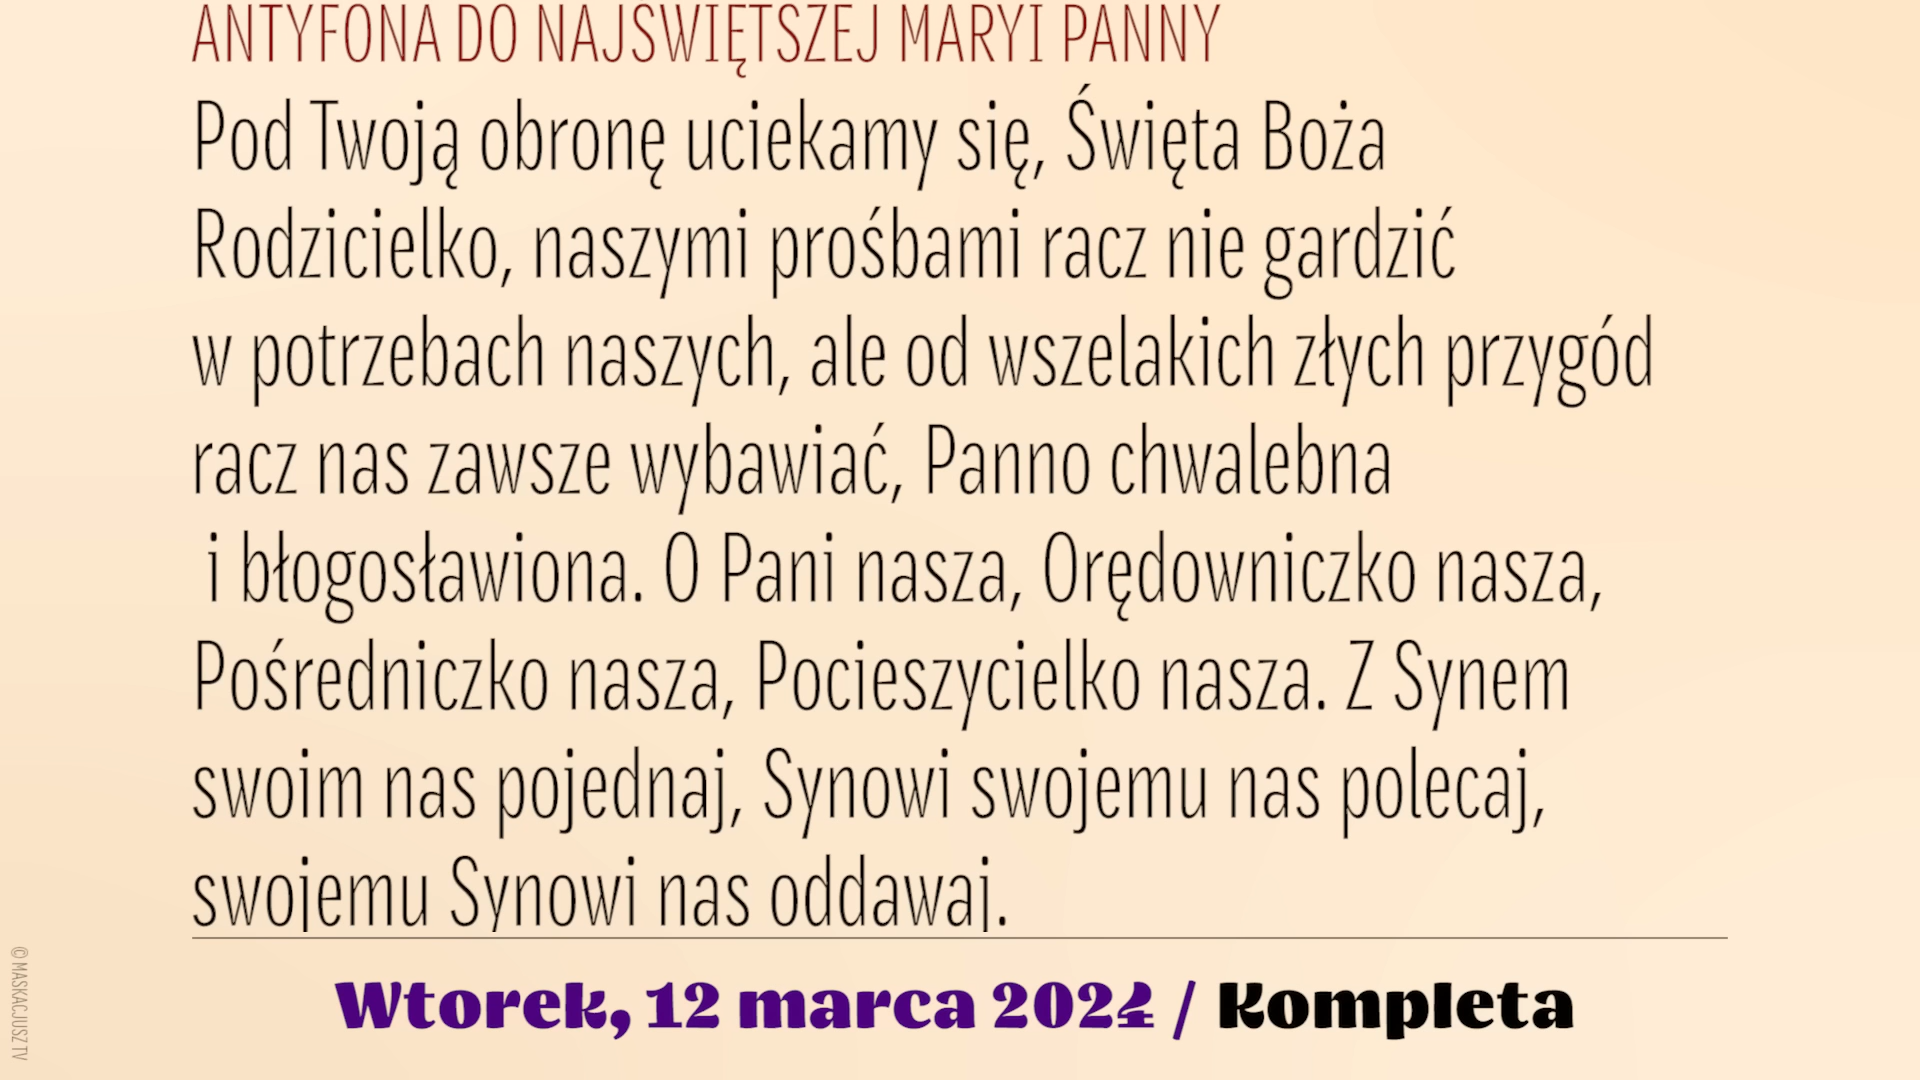 ANTYFONA DO NAJŚWIĘTSZEJ MARYI PANNY
Pod Twoją obronę uciekamy się, Święta Boża
Rodzicielko, naszymi prośbami racz nie gardzić
w potrzebach naszych, ale od wszelakich złych przygód
racz nas zawsze wybawiać, Panno chwalebna
i błogosławiona. O Pani nasza, Orędowniczko nasza,
Pośredniczko nasza, Pocieszycielko nasza. Z Synem
swoim nas pojednaj, Synowi swojemu nas polecaj,
swojemu Synowi nas oddawaj.
Wtorek, 12 marca 2024 / Kompleta
© MASKACJUSZ TV